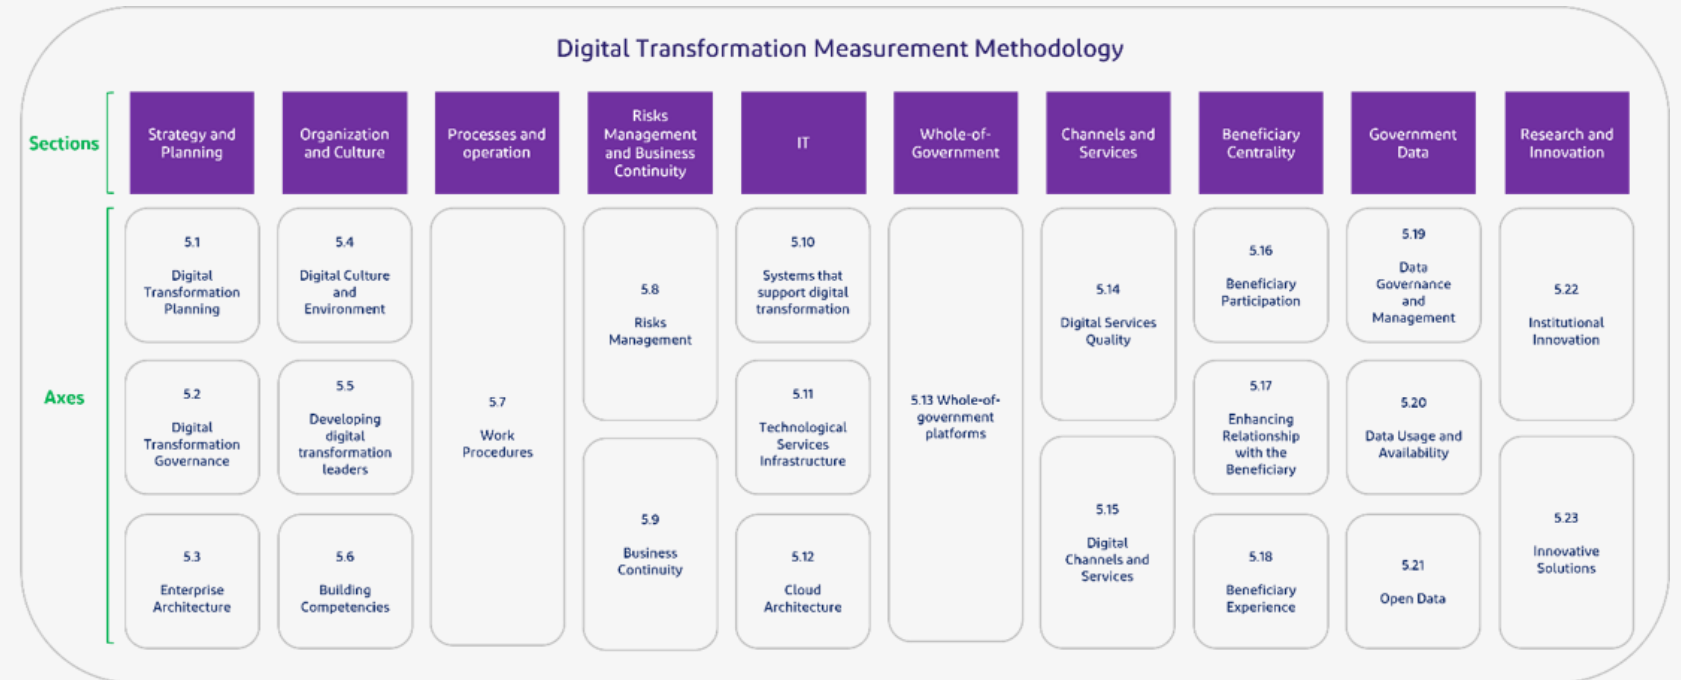 Digital Transformation Measurement Methodology
Sections
Strategy and
Planning
Organization
and Culture
Processes and
operation
Risks
Management
and Business
Continuity
IT
Whole-of-
Government
Channels and
Services
Beneficiary
Centrality
Government
Data
Research and
Innovation
Axes
5.1
Digital
Transformation
Planning
5.2
Digital
Transformation
Governance
5.3
Enterprise
Architecture
5.4
Digital Culture
and
Environment
5.5
Developing
digital
transformation
leaders
5.6
Building
Competencies
5.7
Work
Procedures
5.8
Risks
Management
5.9
Business
Continuity
5.10
Systems that
support digital
transformation
5.11
Technological
Services
Infrastructure
5.12
Cloud
Architecture
5.13 Whole-of-
government
platforms
5.14
Digital Services
Quality
5.15
Digital
Channels and
Services
5.16
Beneficiary
Participation
5.17
Enhancing
Relationship
with the
Beneficiary
5.18
Beneficiary
Experience
5.19
Data
Governance
and
Management
5.20
Data Usage and
Availability
5.21
Open Data
5.22
Institutional
Innovation
5.23
Innovative
Solutions